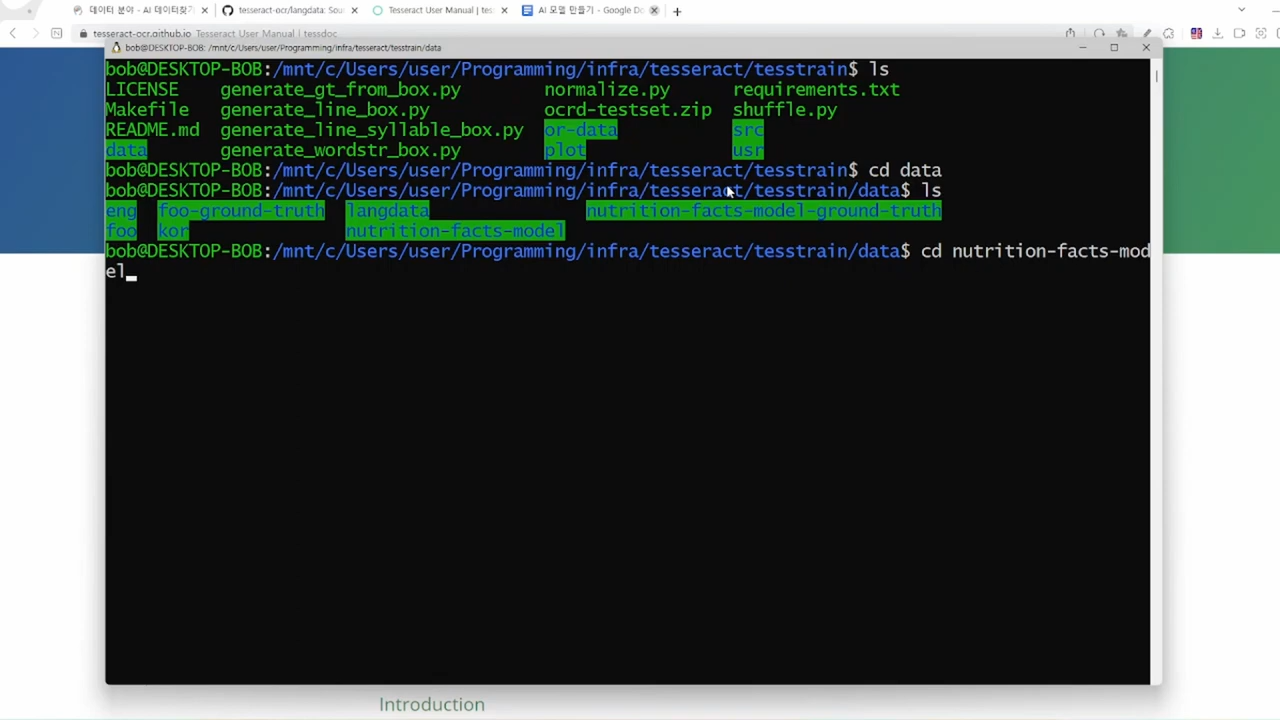 데이터 분야 - AI 데이터찾기
tesseract-ocr/langdata: Sou
Tesseract User Manual | tes
AI 모델 만들기 - Google Do
tesseract-ocr.github.io Tesseract User Manual | tessdoc
bob@DESKTOP-BOB: /mnt/c/Users/user/Programming/infra/tesseract/tesstrain/data
bob@DESKTOP-BOB:/mnt/c/Users/user/Programming/infra/tesseract/tesstrain$ ls
LICENSE generate_gt_from_box.py normalize.py requirements.txt
Makefile generate_line_box.py ocrd-testset.zip shuffle.py
README.md generate_line_syllable_box.py or-data src
data generate_wordstr_box.py plot usr
bob@DESKTOP-BOB:/mnt/c/Users/user/Programming/infra/tesseract/tesstrain$ cd data
bob@DESKTOP-BOB:/mnt/c/Users/user/Programming/infra/tesseract/tesstrain/data$ ls
eng foo-ground-truth langdata nutrition-facts-model-ground-truth
foo kor nutrition-facts-model
bob@DESKTOP-BOB:/mnt/c/Users/user/Programming/infra/tesseract/tesstrain/data$ cd nutrition-facts-mod
el
Introduction